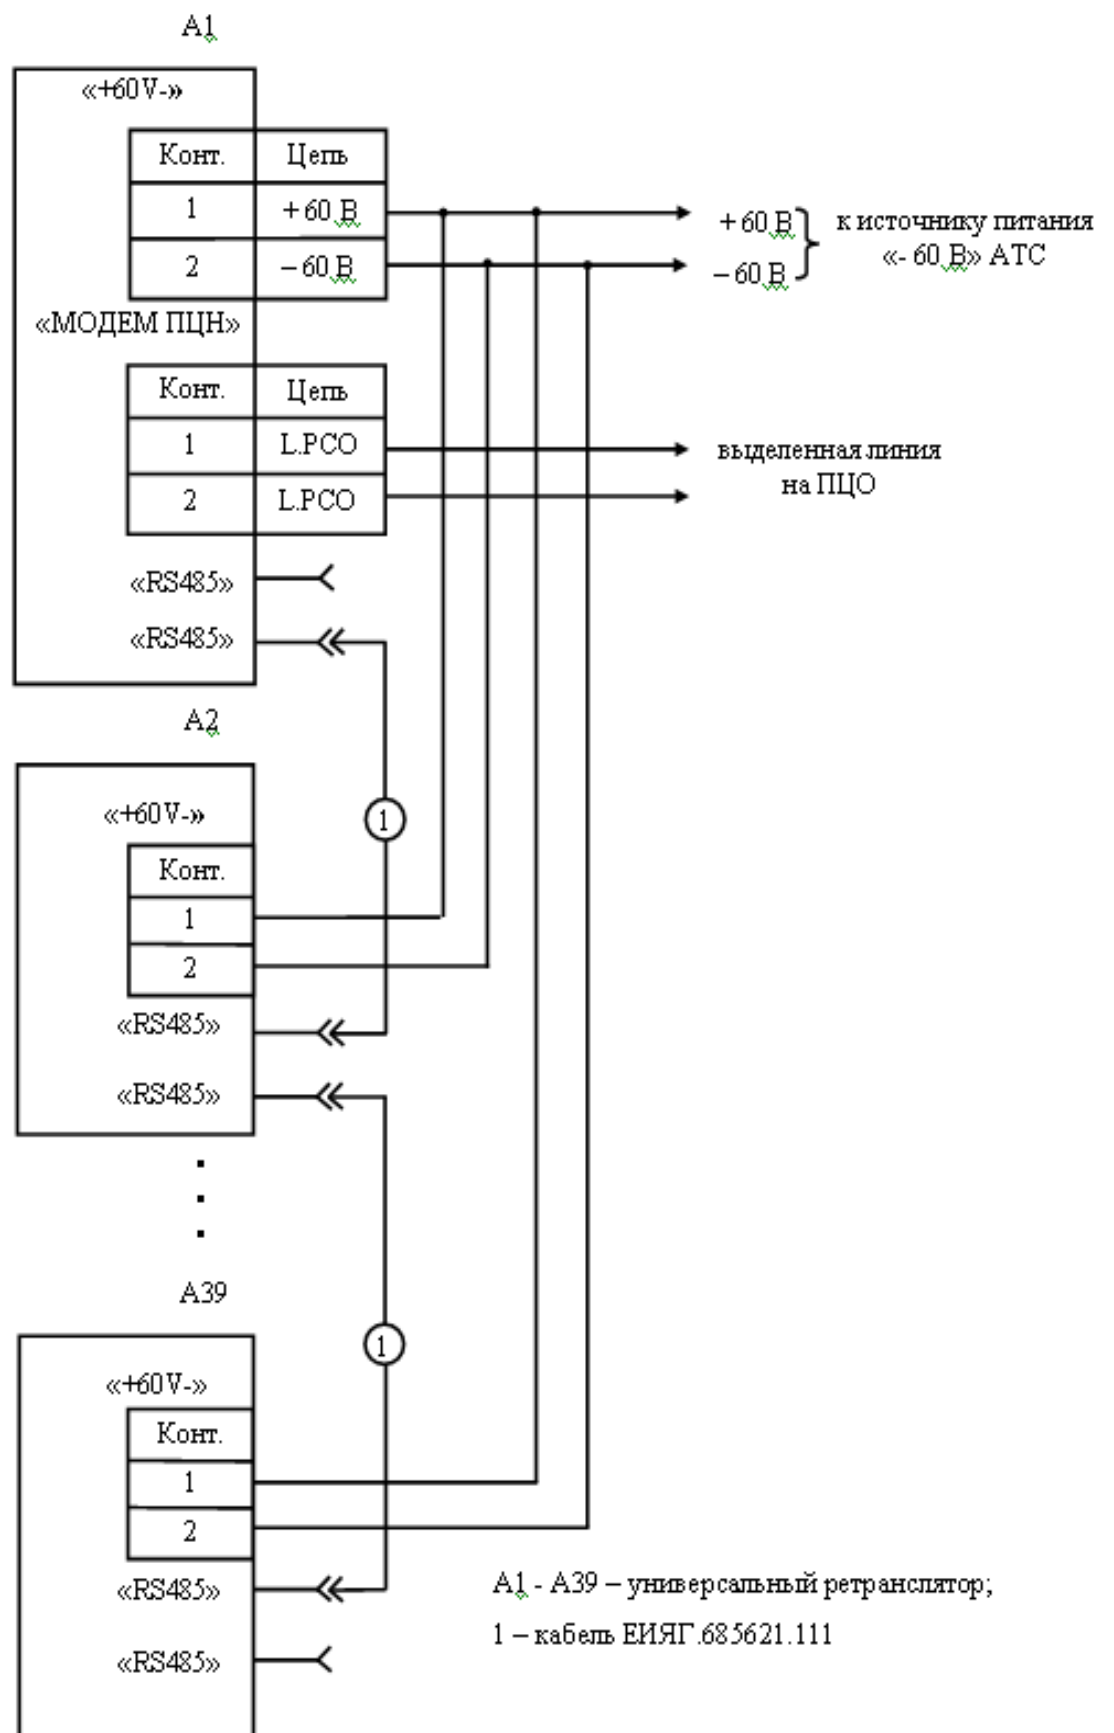 А1
«+60V-»
Конт. Цепь
1 +60 В
2 –60 В
+60 В
–60 В
к источнику питания
«- 60 В» АТС
«МОДЕМ ПЦН»
Конт. Цепь
1 L.PCO
2 L.PCO
выделенная линия
на ПЦО
«RS485»
«RS485»
А2
«+60V-»
1
Конт.
1
2
«RS485»
«RS485»
А39
1
«+60V-»
Конт.
1
2
«RS485»
«RS485»
А1 - А39 – универсальный ретранслятор;
1 – кабель ЕИЯГ.685621.111